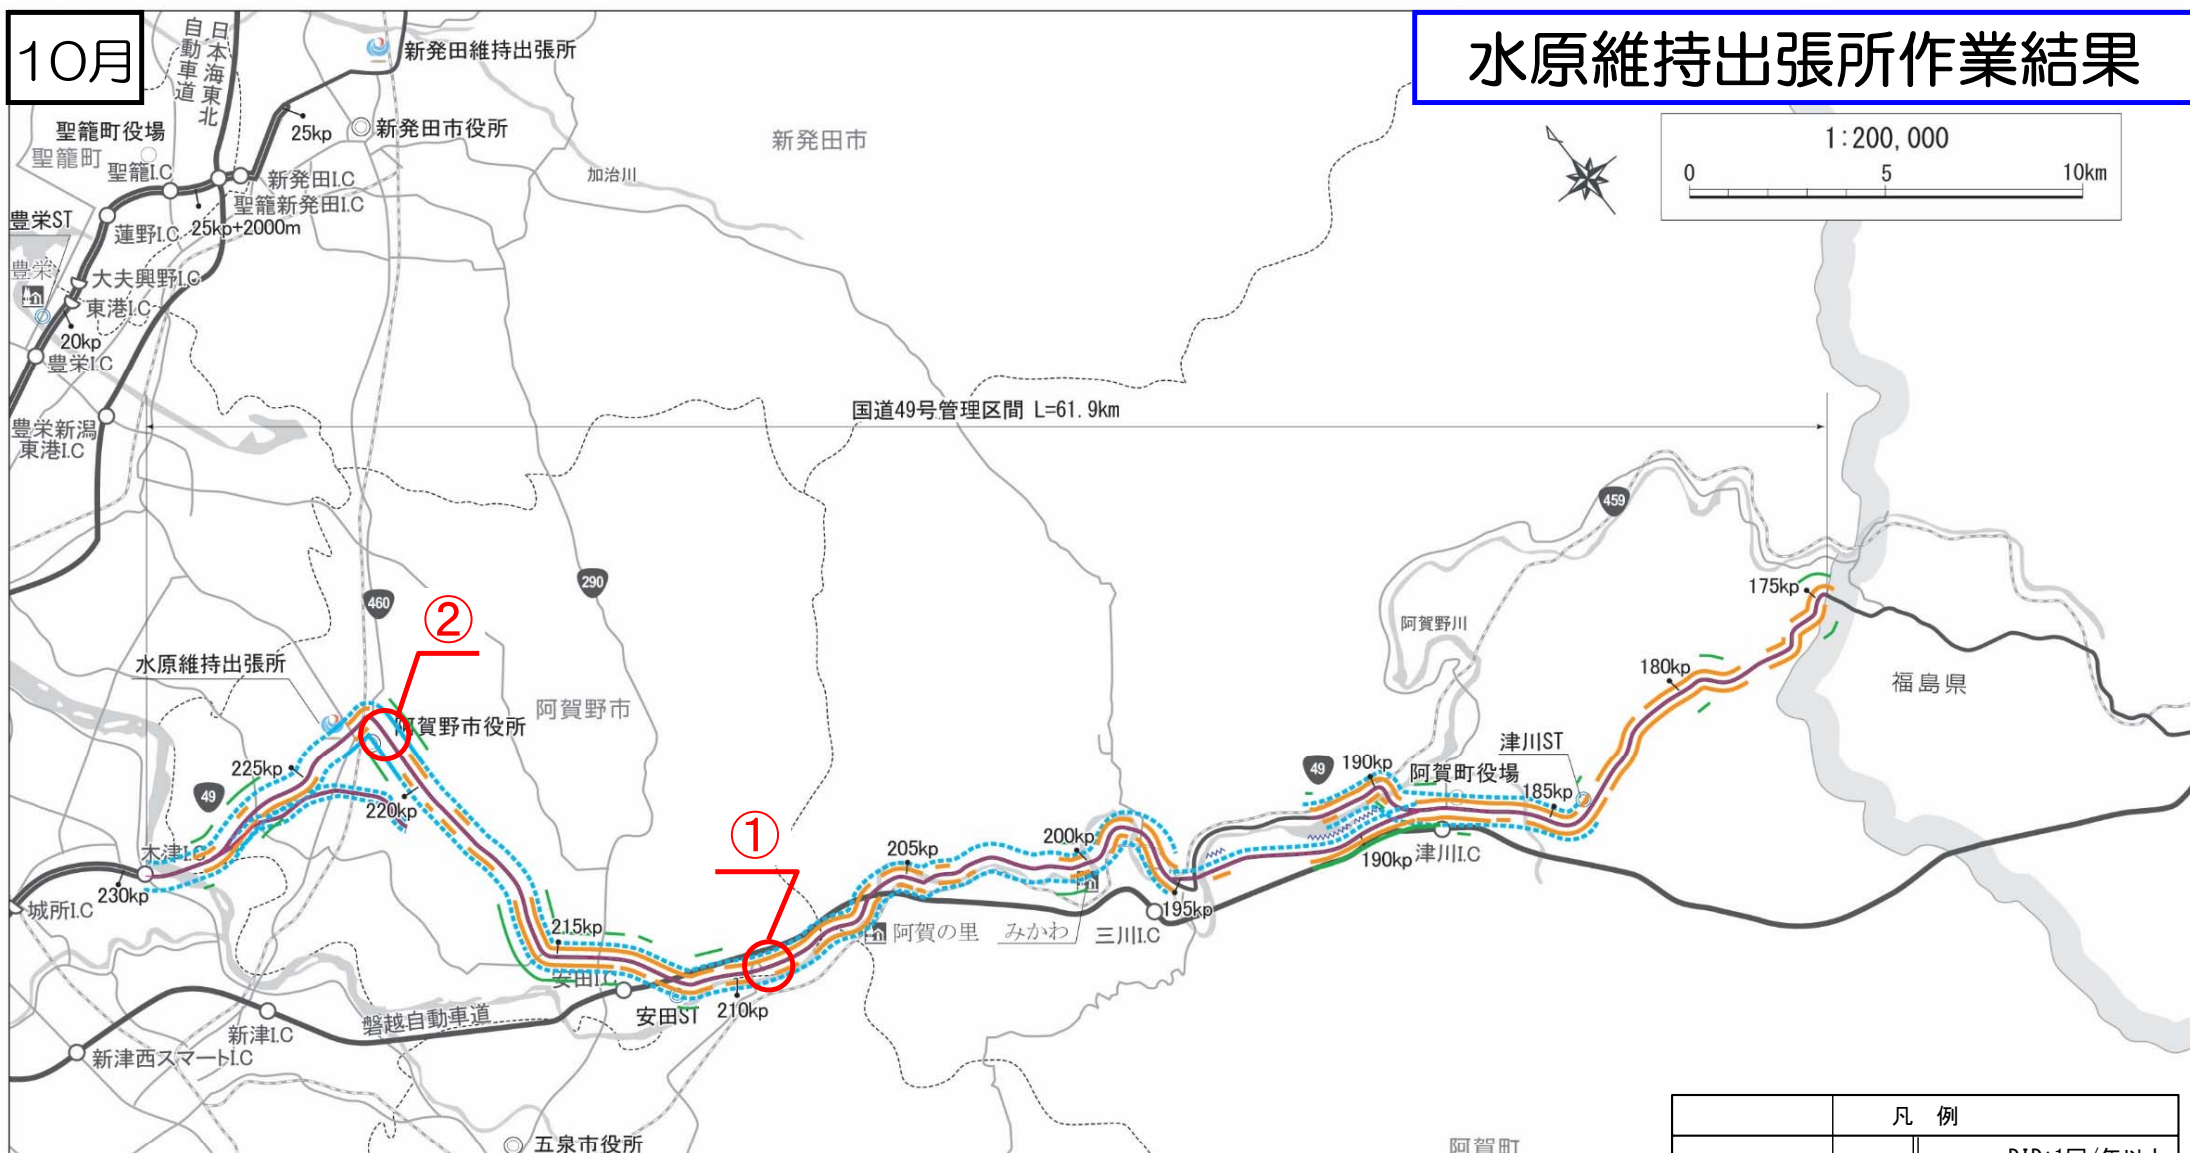 10月
水原維持出張所作業結果
日本海東北
自動車道
新発田維持出張所
25kp
新発田市役所
新発田市
1:200,000
0 5 10km
聖籠町役場
聖籠町
聖籠I.C
新発田I.C
聖籠新発田I.C
加治川
豊栄ST
蓮野I.C
25kp+2000m
豊栄
大夫興野I.C
東港I.C
20kp
豊栄I.C
国道49号管理区間 L=61.9km
豊栄新潟
東港I.C
459
290
460
②
175kp
阿賀野川
水原維持出張所
180kp
福島県
阿賀野市
阿賀野市役所
津川ST
225kp
49
190kp
阿賀町役場
49
185kp
220kp
①
200kp
205kp
木津I.C
190kp
津川I.C
230kp
城所I.C
195kp
215kp
阿賀の里
みかわ
三川I.C
安田I.C
安田ST
210kp
磐越自動車道
新津I.C
新津西スマートI.C
五泉市役所
阿賀町
凡 例